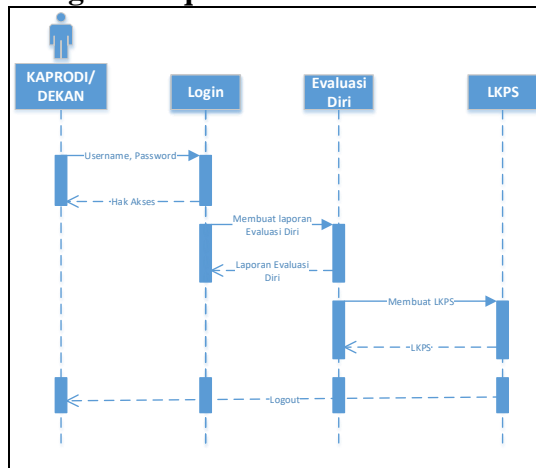 KAPRODI/
DEKAN
Login
Evaluasi
Diri
LKPS
Username, Password
Hak Akses
Membuat laporan
Evaluasi Diri
Laporan Evaluasi
Diri
Membuat LKPS
LKPS
Logout